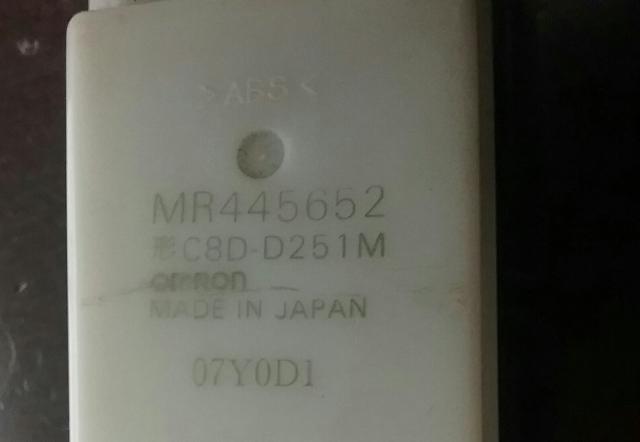 >ABS<
MR445652
形C8D-D251M
omron
MADE IN JAPAN
07Y0D1